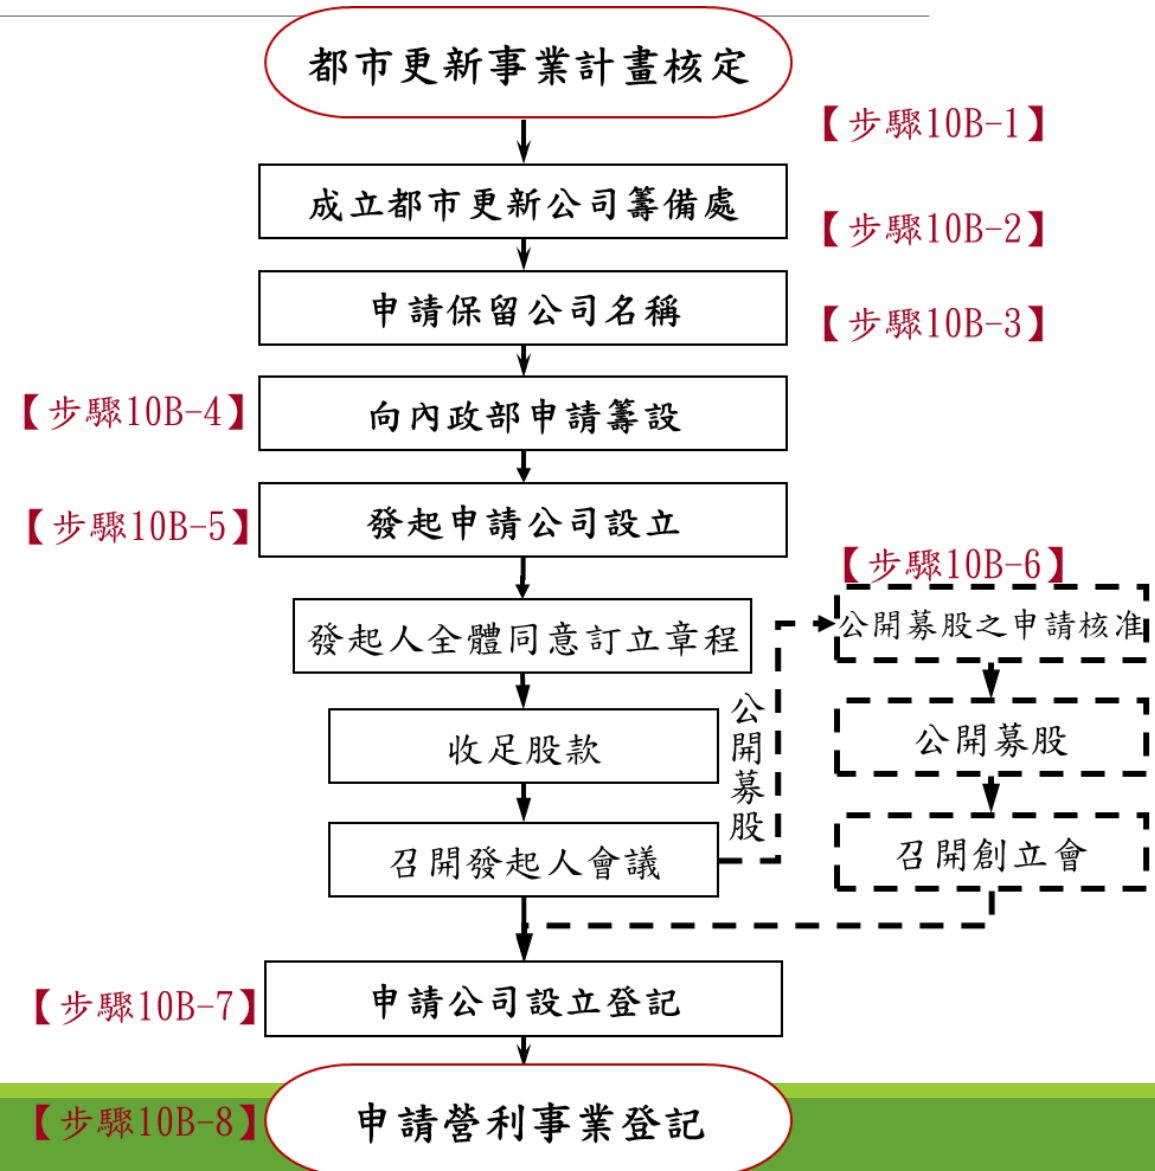 都市更新事業計畫核定
【步驟10B-1】
成立都市更新公司籌備處
【步驟10B-2】
申請保留公司名稱
【步驟10B-3】
【步驟10B-4】
向內政部申請籌設
【步驟10B-5】
發起申請公司設立
【步驟10B-6】
發起人全體同意訂立章程
公開募股之申請核准
收足股款
公開募股
公開募股
召開發起人會議
召開創立會
【步驟10B-7】
申請公司設立登記
【步驟10B-8】
申請營利事業登記